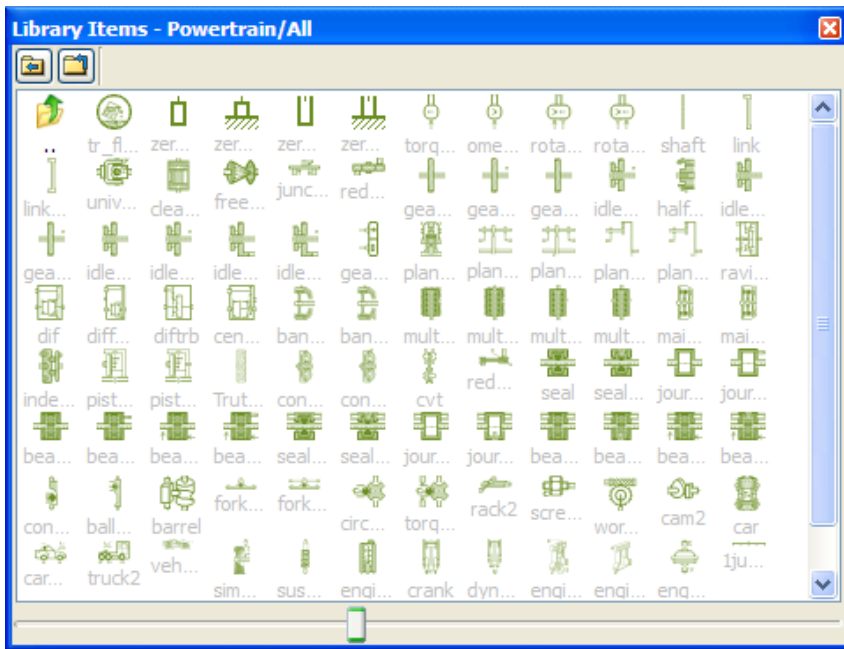 Library Items - Powertrain/All
.. tr_fl... zer... zer... zer... zer... torq... ome... rota... rota... shaft link
link... univ... clea... free... junc... red... gea... gea... gea... idle... half... idle...
gea... idle... idle... idle... idle... gea... plan... plan... plan... plan... plan... ravi...
dif diff... diftrb cen... ban... ban... mult... mult... mult... mult... mai... mai...
inde... pist... pist... Trut... con... con... cvt red... seal seal... jour... jour...
bea... bea... bea... bea... seal... seal... jour... jour... bea... bea... bea... bea...
con... ball... barrel fork... fork... circ... torq... rack2 scre... wor... cam2 car
car... truck2 veh... sim... sus... engi... crank dyn... engi... engi... eng... 1ju...